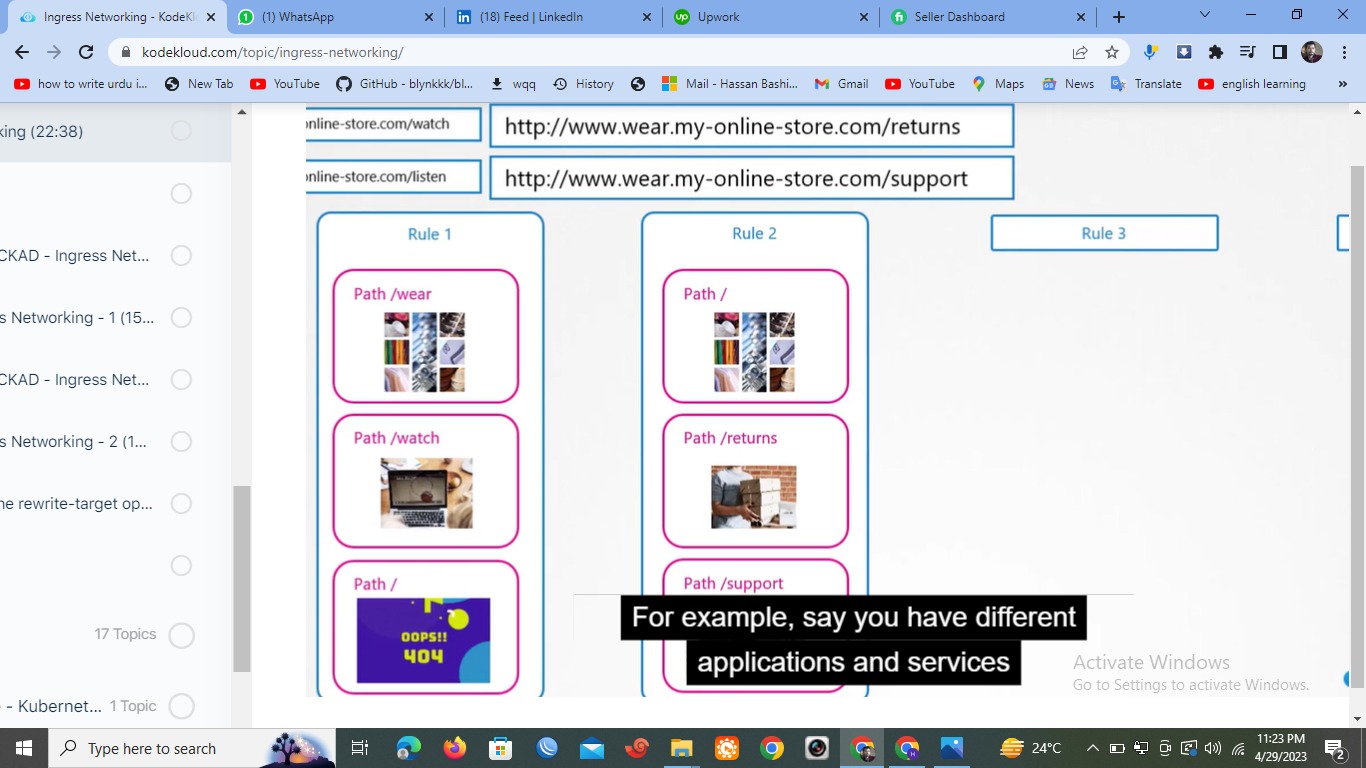 Ingress Networking - KodeKl
(1) WhatsApp
(18) Feed | LinkedIn
Upwork
Seller Dashboard
kodekloud.com/topic/ingress-networking/
how to write urdu i...
New Tab
YouTube
GitHub - blynkkk/bl...
wqq
History
Mail - Hassan Bashi...
Gmail
YouTube
Maps
News
Translate
english learning
»
king (22:38)
CKAD - Ingress Net...
s Networking - 1 (15...
CKAD - Ingress Net...
s Networking - 2 (1...
he rewrite-target op...
17 Topics
- Kubernet... 1 Topic
online-store.com/watch
http://www.wear.my-online-store.com/returns
online-store.com/listen
http://www.wear.my-online-store.com/support
Rule 1
Rule 2
Rule 3
Path /wear
Path /
Path /watch
Path /returns
Path /
Path /support
OOPS!!
404
For example, say you have different
applications and services
Activate Windows
Go to Settings to activate Windows.
Type here to search
24°C
11:23 PM
4/29/2023
2